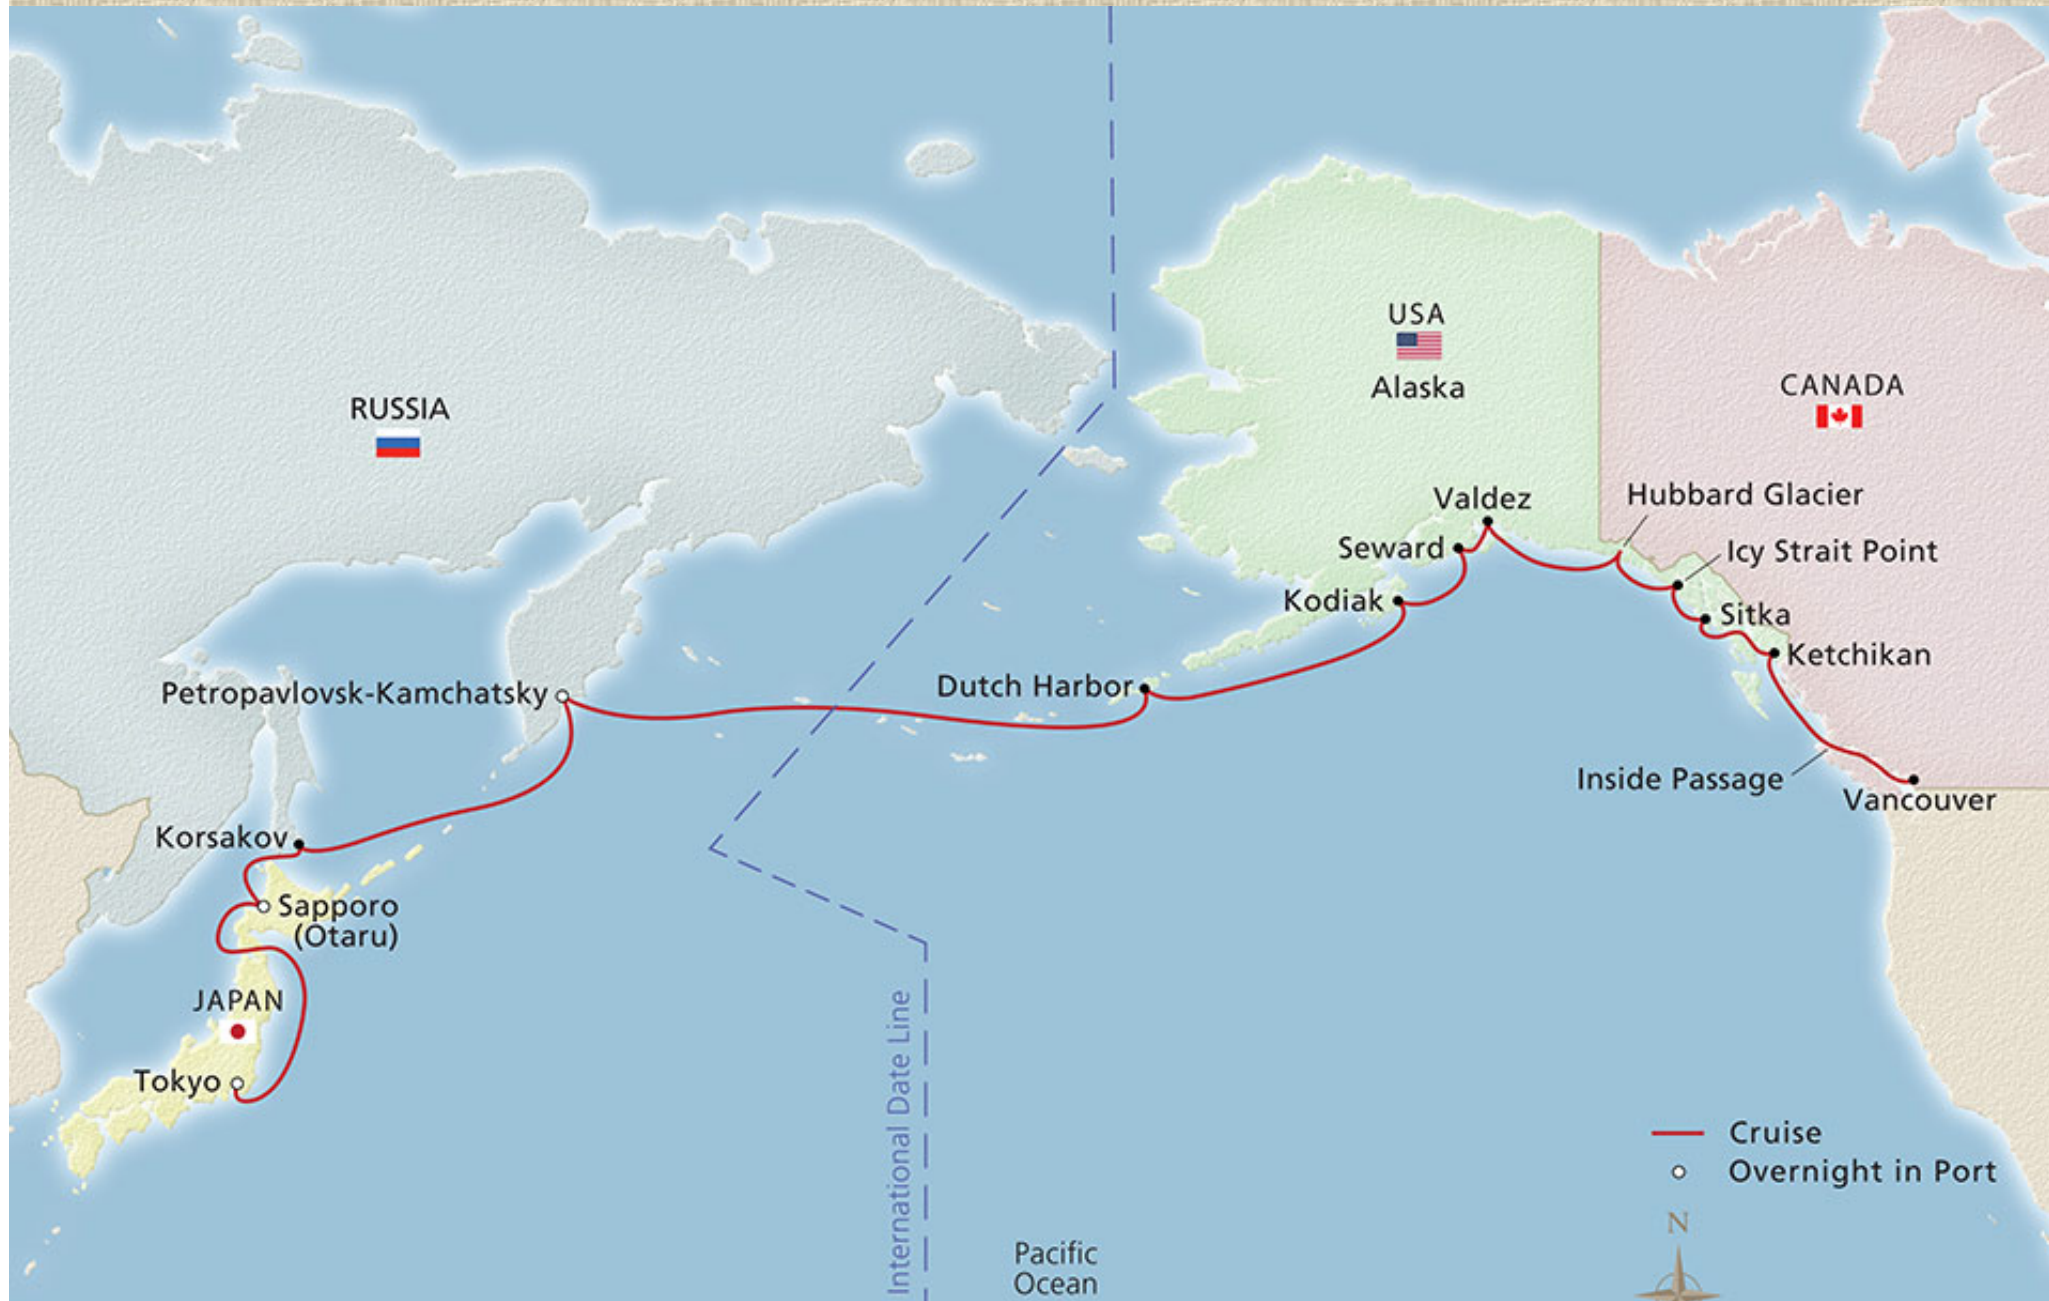 USA
Alaska
CANADA
RUSSIA
Valdez
Hubbard Glacier
Seward
Icy Strait Point
Kodiak
Sitka
Ketchikan
Petropavlovsk-Kamchatsky
Dutch Harbor
Inside Passage
Vancouver
Korsakov
Sapporo
(Otaru)
JAPAN
Tokyo
International Date Line
Cruise
Overnight in Port
N
Pacific
Ocean